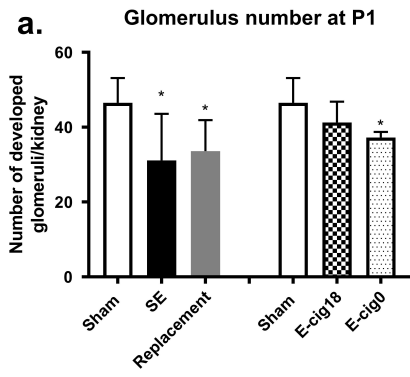 a.
Glomerulus number at P1
Number of developed
glomeruli/kidney
60
40
20
0
*
*
*
Sham
SE
Replacement
Sham
E-cig18
E-cig0